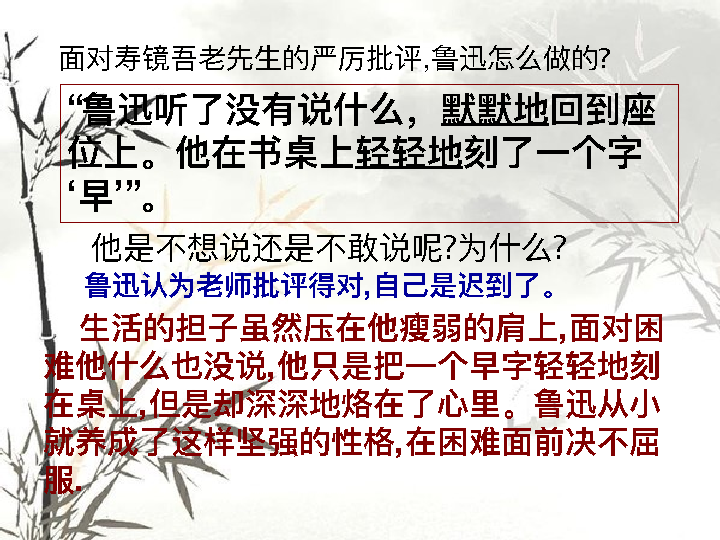 面对寿镜吾老先生的严厉批评,鲁迅怎么做的?
“鲁迅听了没有说什么，默默地回到座
位上。他在书桌上轻轻地刻了一个字
‘早’”。
他是不想说还是不敢说呢?为什么?
鲁迅认为老师批评得对,自己是迟到了。
生活的担子虽然压在他瘦弱的肩上,面对困
难他什么也没说,他只是把一个早字轻轻地刻
在桌上,但是却深深地烙在了心里。鲁迅从小
就养成了这样坚强的性格,在困难面前决不屈
服.